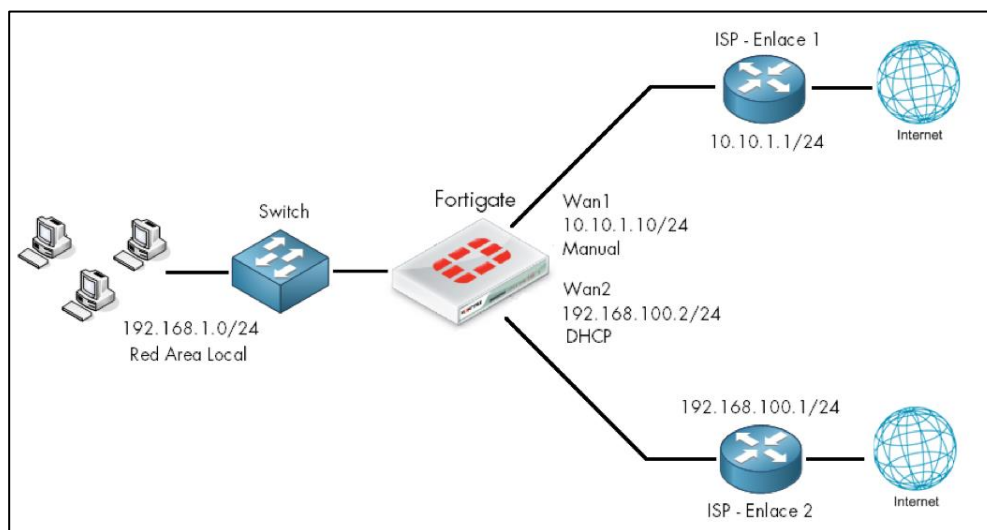 ISP - Enlace 1
Internet
10.10.1.1/24
Fortigate
Wan1
10.10.1.10/24
Manual
Switch
Wan2
192.168.100.2/24
DHCP
192.168.1.0/24
Red Area Local
192.168.100.1/24
Internet
ISP - Enlace 2